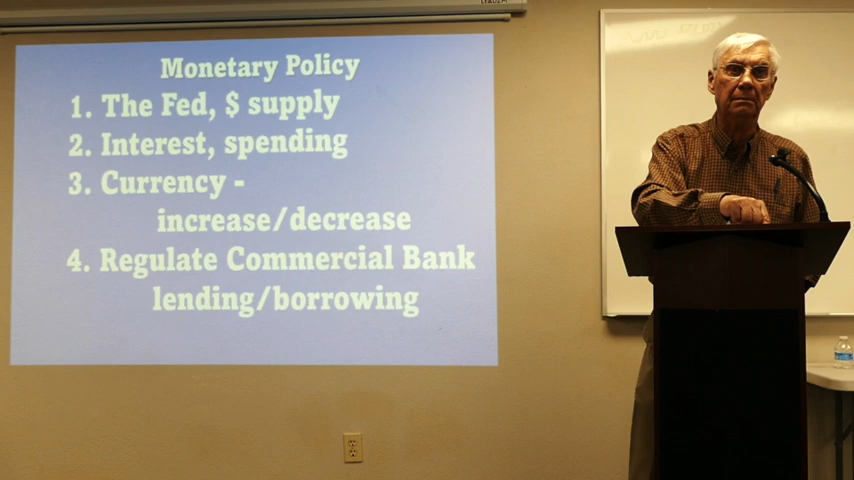 Monetary Policy
1. The Fed, $ supply
2. Interest, spending
3. Currency -
increase/decrease
4. Regulate Commercial Bank
lending/borrowing